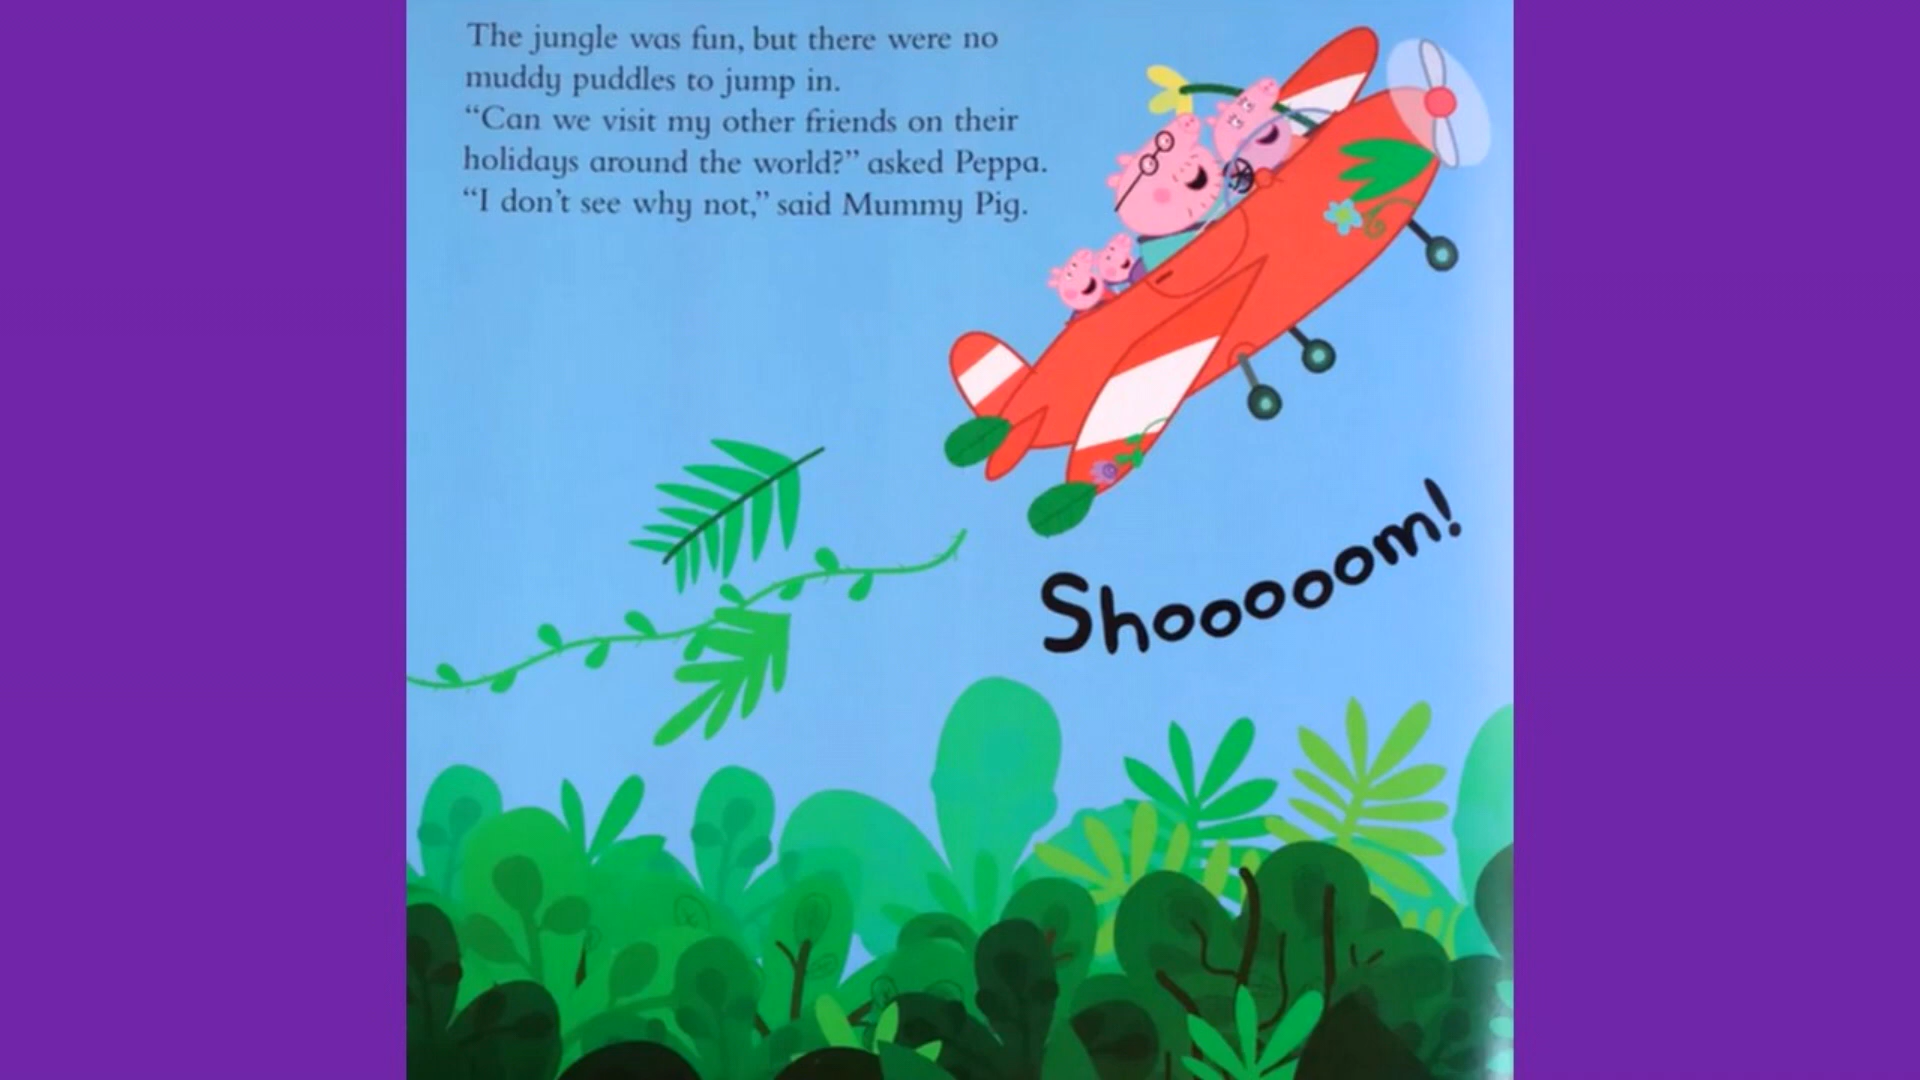 The jungle was fun, but there were no
muddy puddles to jump in.
“Can we visit my other friends on their
holidays around the world?” asked Peppa.
“I don’t see why not,” said Mummy Pig.
Shooooom!